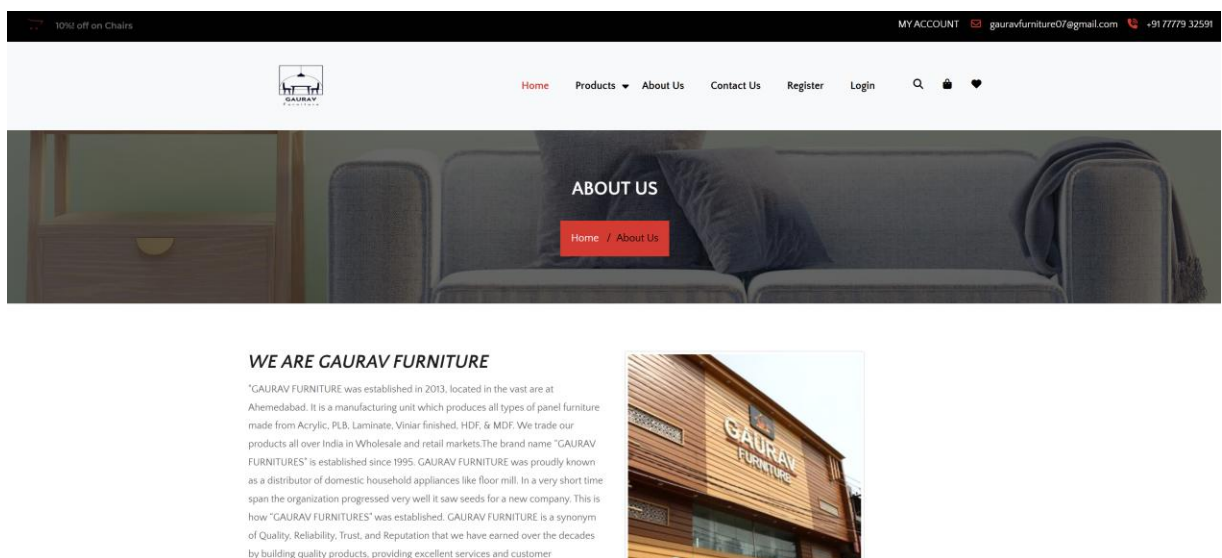 10%! off on Chairs
MY ACCOUNT gauravfurniture07@gmail.com +91 77779 32591
GAURAV
Furniture
Home Products About Us Contact Us Register Login
ABOUT US
Home / About Us
WE ARE GAURAV FURNITURE
"GAURAV FURNITURE was established in 2013, located in the vast are at
Ahemedabad. It is a manufacturing unit which produces all types of panel furniture
made from Acrylic, PLB, Laminate, Viniar finished, HDF, & MDF. We trade our
products all over India in Wholesale and retail markets.The brand name "GAURAV
FURNITURES" is established since 1995. GAURAV FURNITURE was proudly known
as a distributor of domestic household appliances like floor mill. In a very short time
span the organization progressed very well it saw seeds for a new company. This is
how "GAURAV FURNITURES" was established. GAURAV FURNITURE is a synonym
of Quality, Reliability, Trust, and Reputation that we have earned over the decades
by building quality products, providing excellent services and customer
GAURAV
FURNITURE